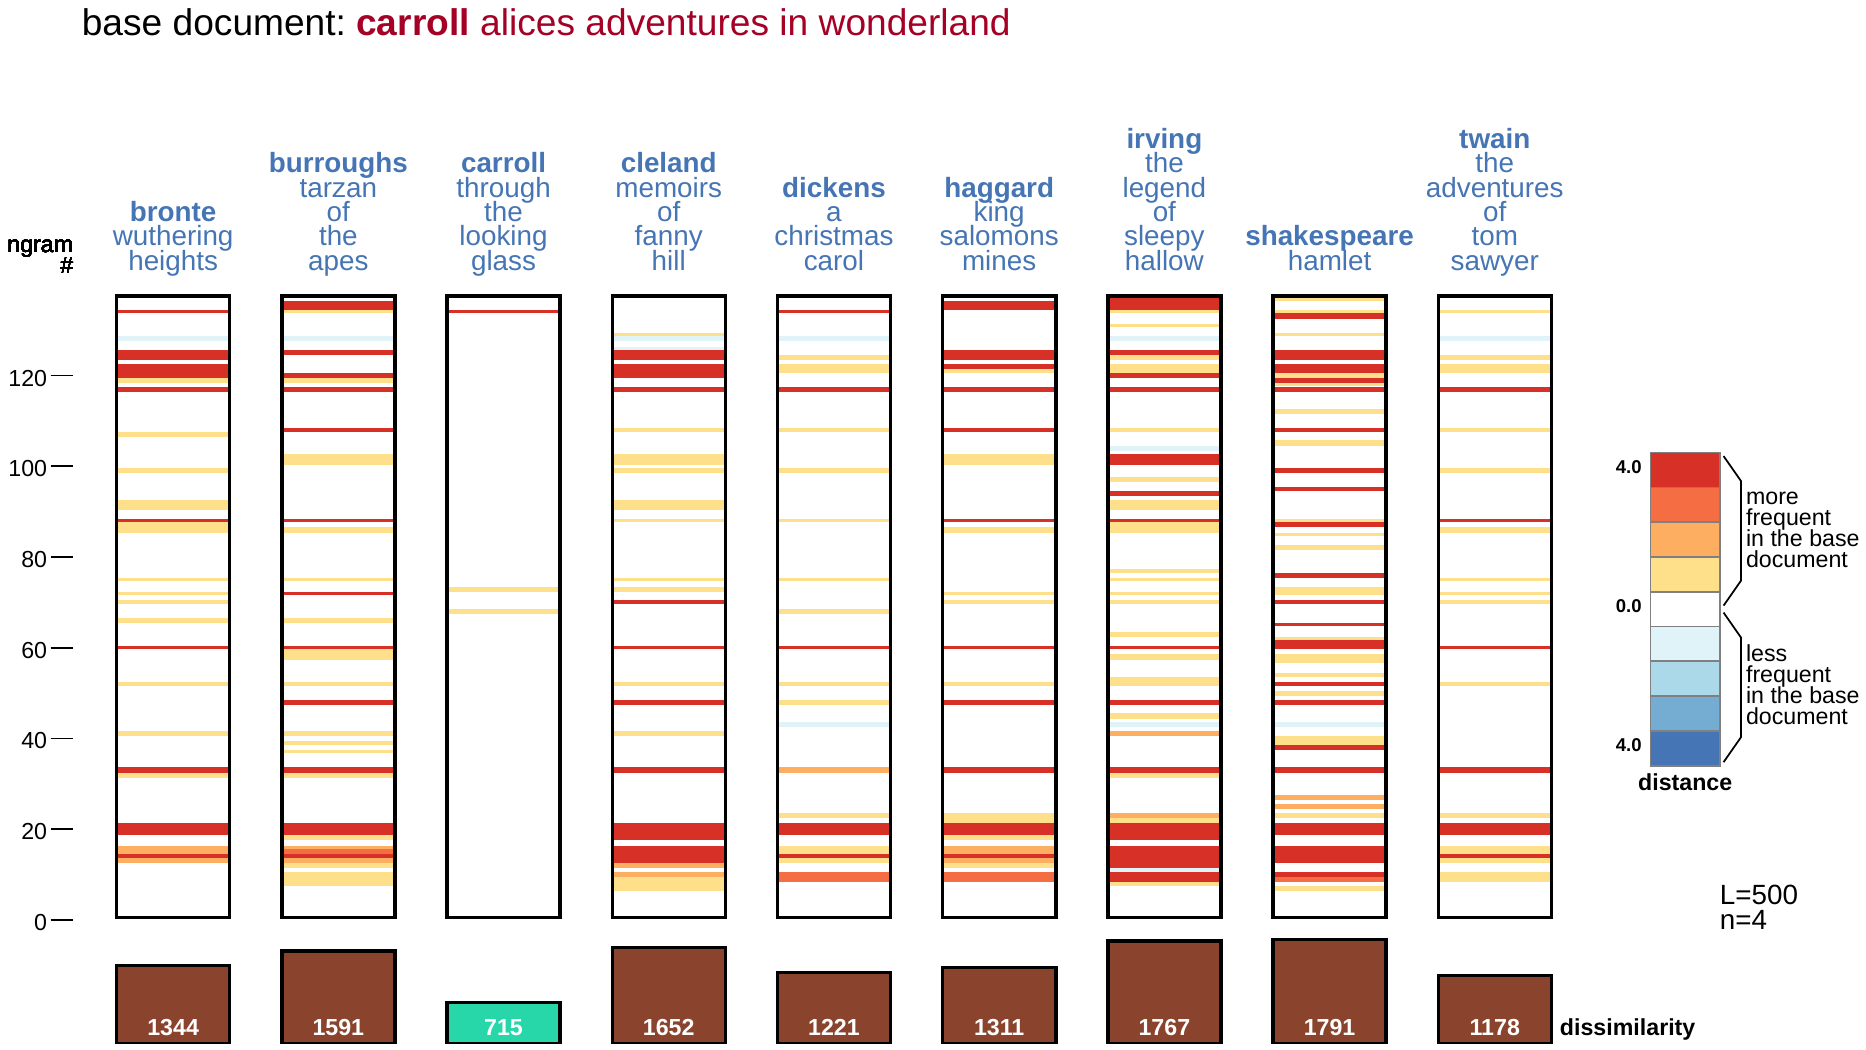 base document: carroll alices adventures in wonderland
ngram
#
bronte
wuthering
heights
burroughs
tarzan
of
the
apes
carroll
through
the
looking
glass
cleland
memoirs
of
fanny
hill
dickens
a
christmas
carol
haggard
king
salomons
mines
irving
the
legend
of
sleepy
hallow
shakespeare
hamlet
twain
the
adventures
of
tom
sawyer
120
100
80
60
40
20
0
4.0
0.0
4.0
distance
more
frequent
in the base
document
less
frequent
in the base
document
L=500
n=4
1344
1591
715
1652
1221
1311
1767
1791
1178
dissimilarity